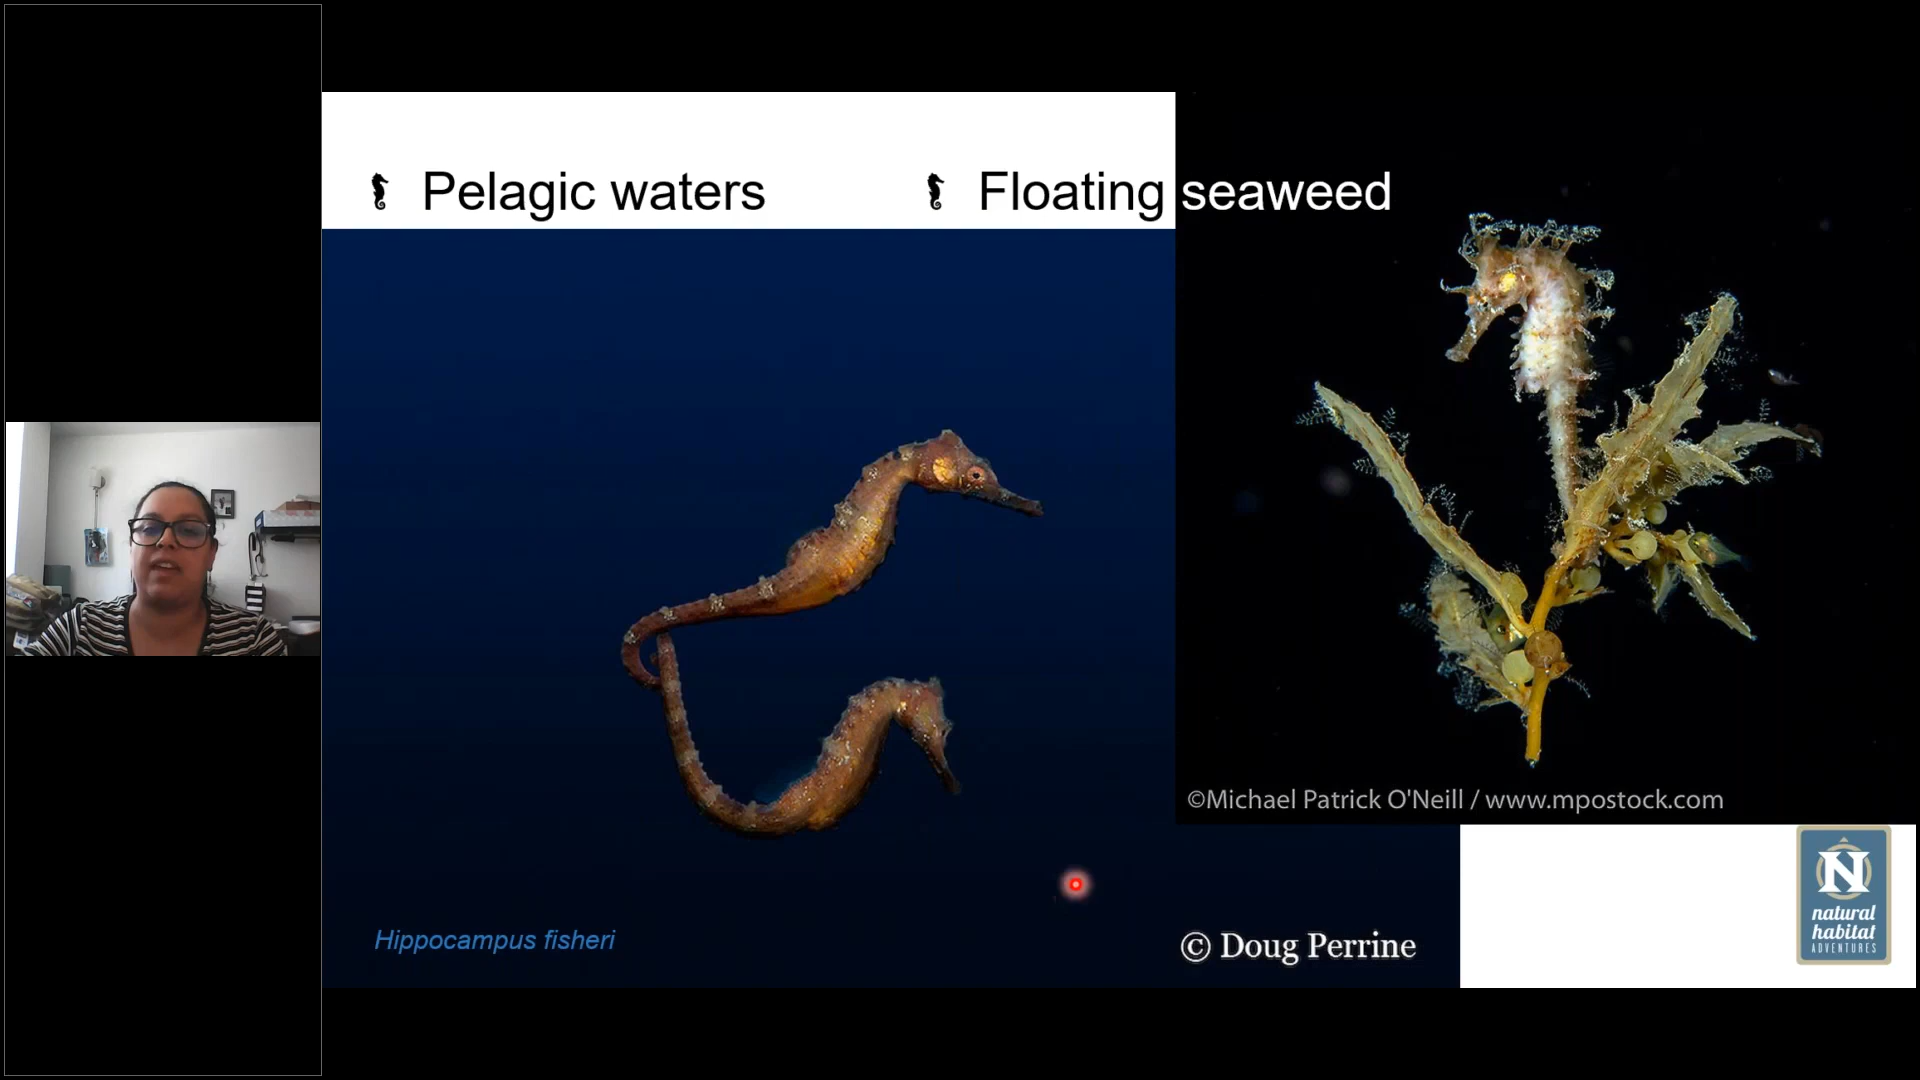 Pelagic waters
Floating seaweed
©Michael Patrick O'Neill / www.mpostock.com
Hippocampus fisheri
© Doug Perrine
N
natural
habitat
ADVENTURES